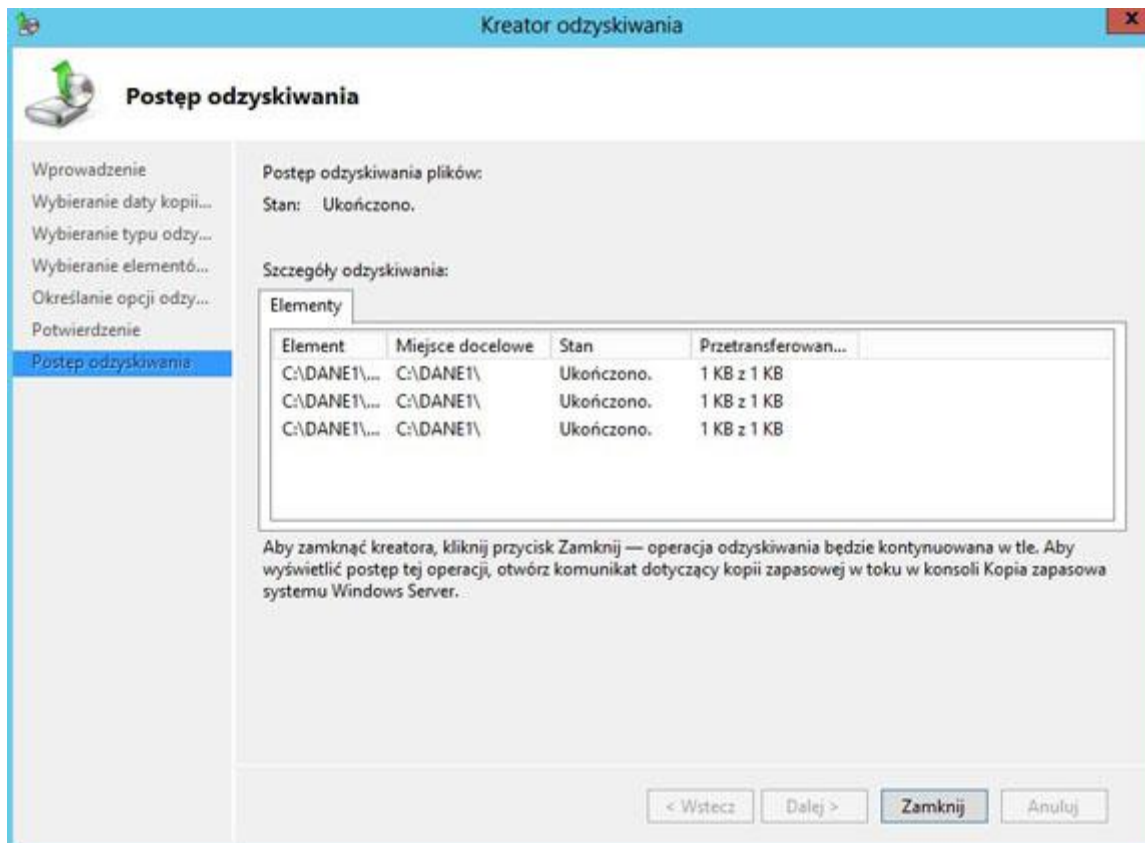 Kreator odzyskiwania
x
Postęp odzyskiwania
Wprowadzenie
Wybieranie daty kopii...
Wybieranie typu odzy...
Wybieranie elementó...
Określanie opcji odzy...
Potwierdzenie
Postęp odzyskiwania
Postęp odzyskiwania plików:
Stan: Ukończono.
Szczegóły odzyskiwania:
Elementy
Element Miejsce docelowe Stan Przetransferowan...
C:\DANE1\... C:\DANE1\ Ukończono. 1 KB z 1 KB
C:\DANE1\... C:\DANE1\ Ukończono. 1 KB z 1 KB
C:\DANE1\... C:\DANE1\ Ukończono. 1 KB z 1 KB
Aby zamknąć kreatora, kliknij przycisk Zamknij — operacja odzyskiwania będzie kontynuowana w tle. Aby
wyświetlić postęp tej operacji, otwórz komunikat dotyczący kopii zapasowej w toku w konsoli Kopia zapasowa
systemu Windows Server.
< Wstecz Dalej > Zamknij Anuluj